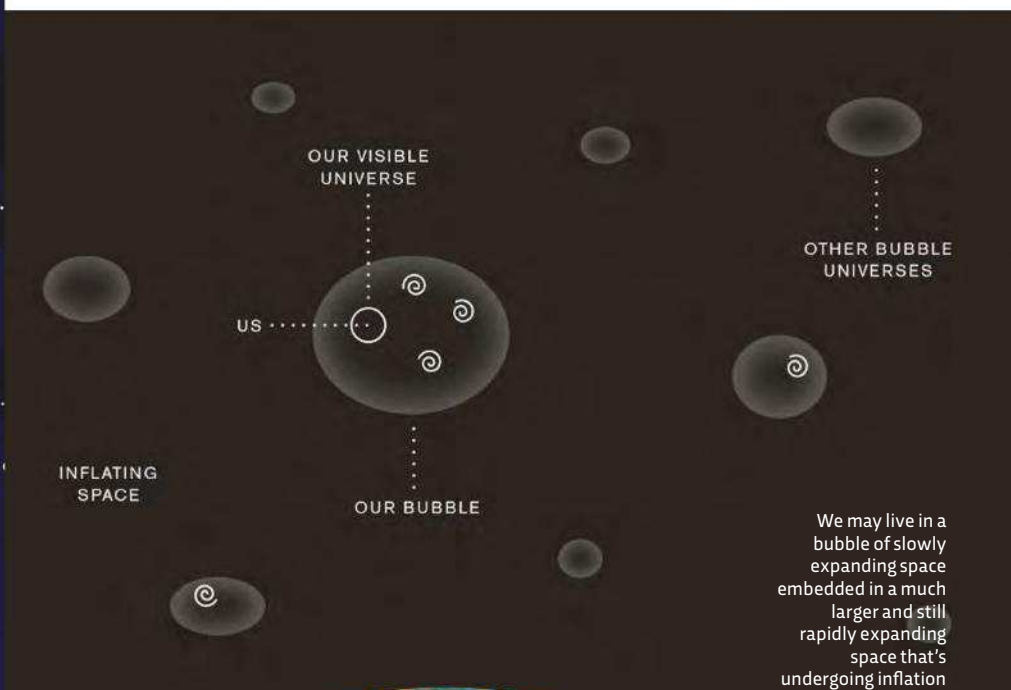 OUR VISIBLE
UNIVERSE
OTHER BUBBLE
UNIVERSES
US
INFLATING
SPACE
OUR BUBBLE
We may live in a
bubble of slowly
expanding space
embedded in a much
larger and still
rapidly expanding
space that's
undergoing inflation